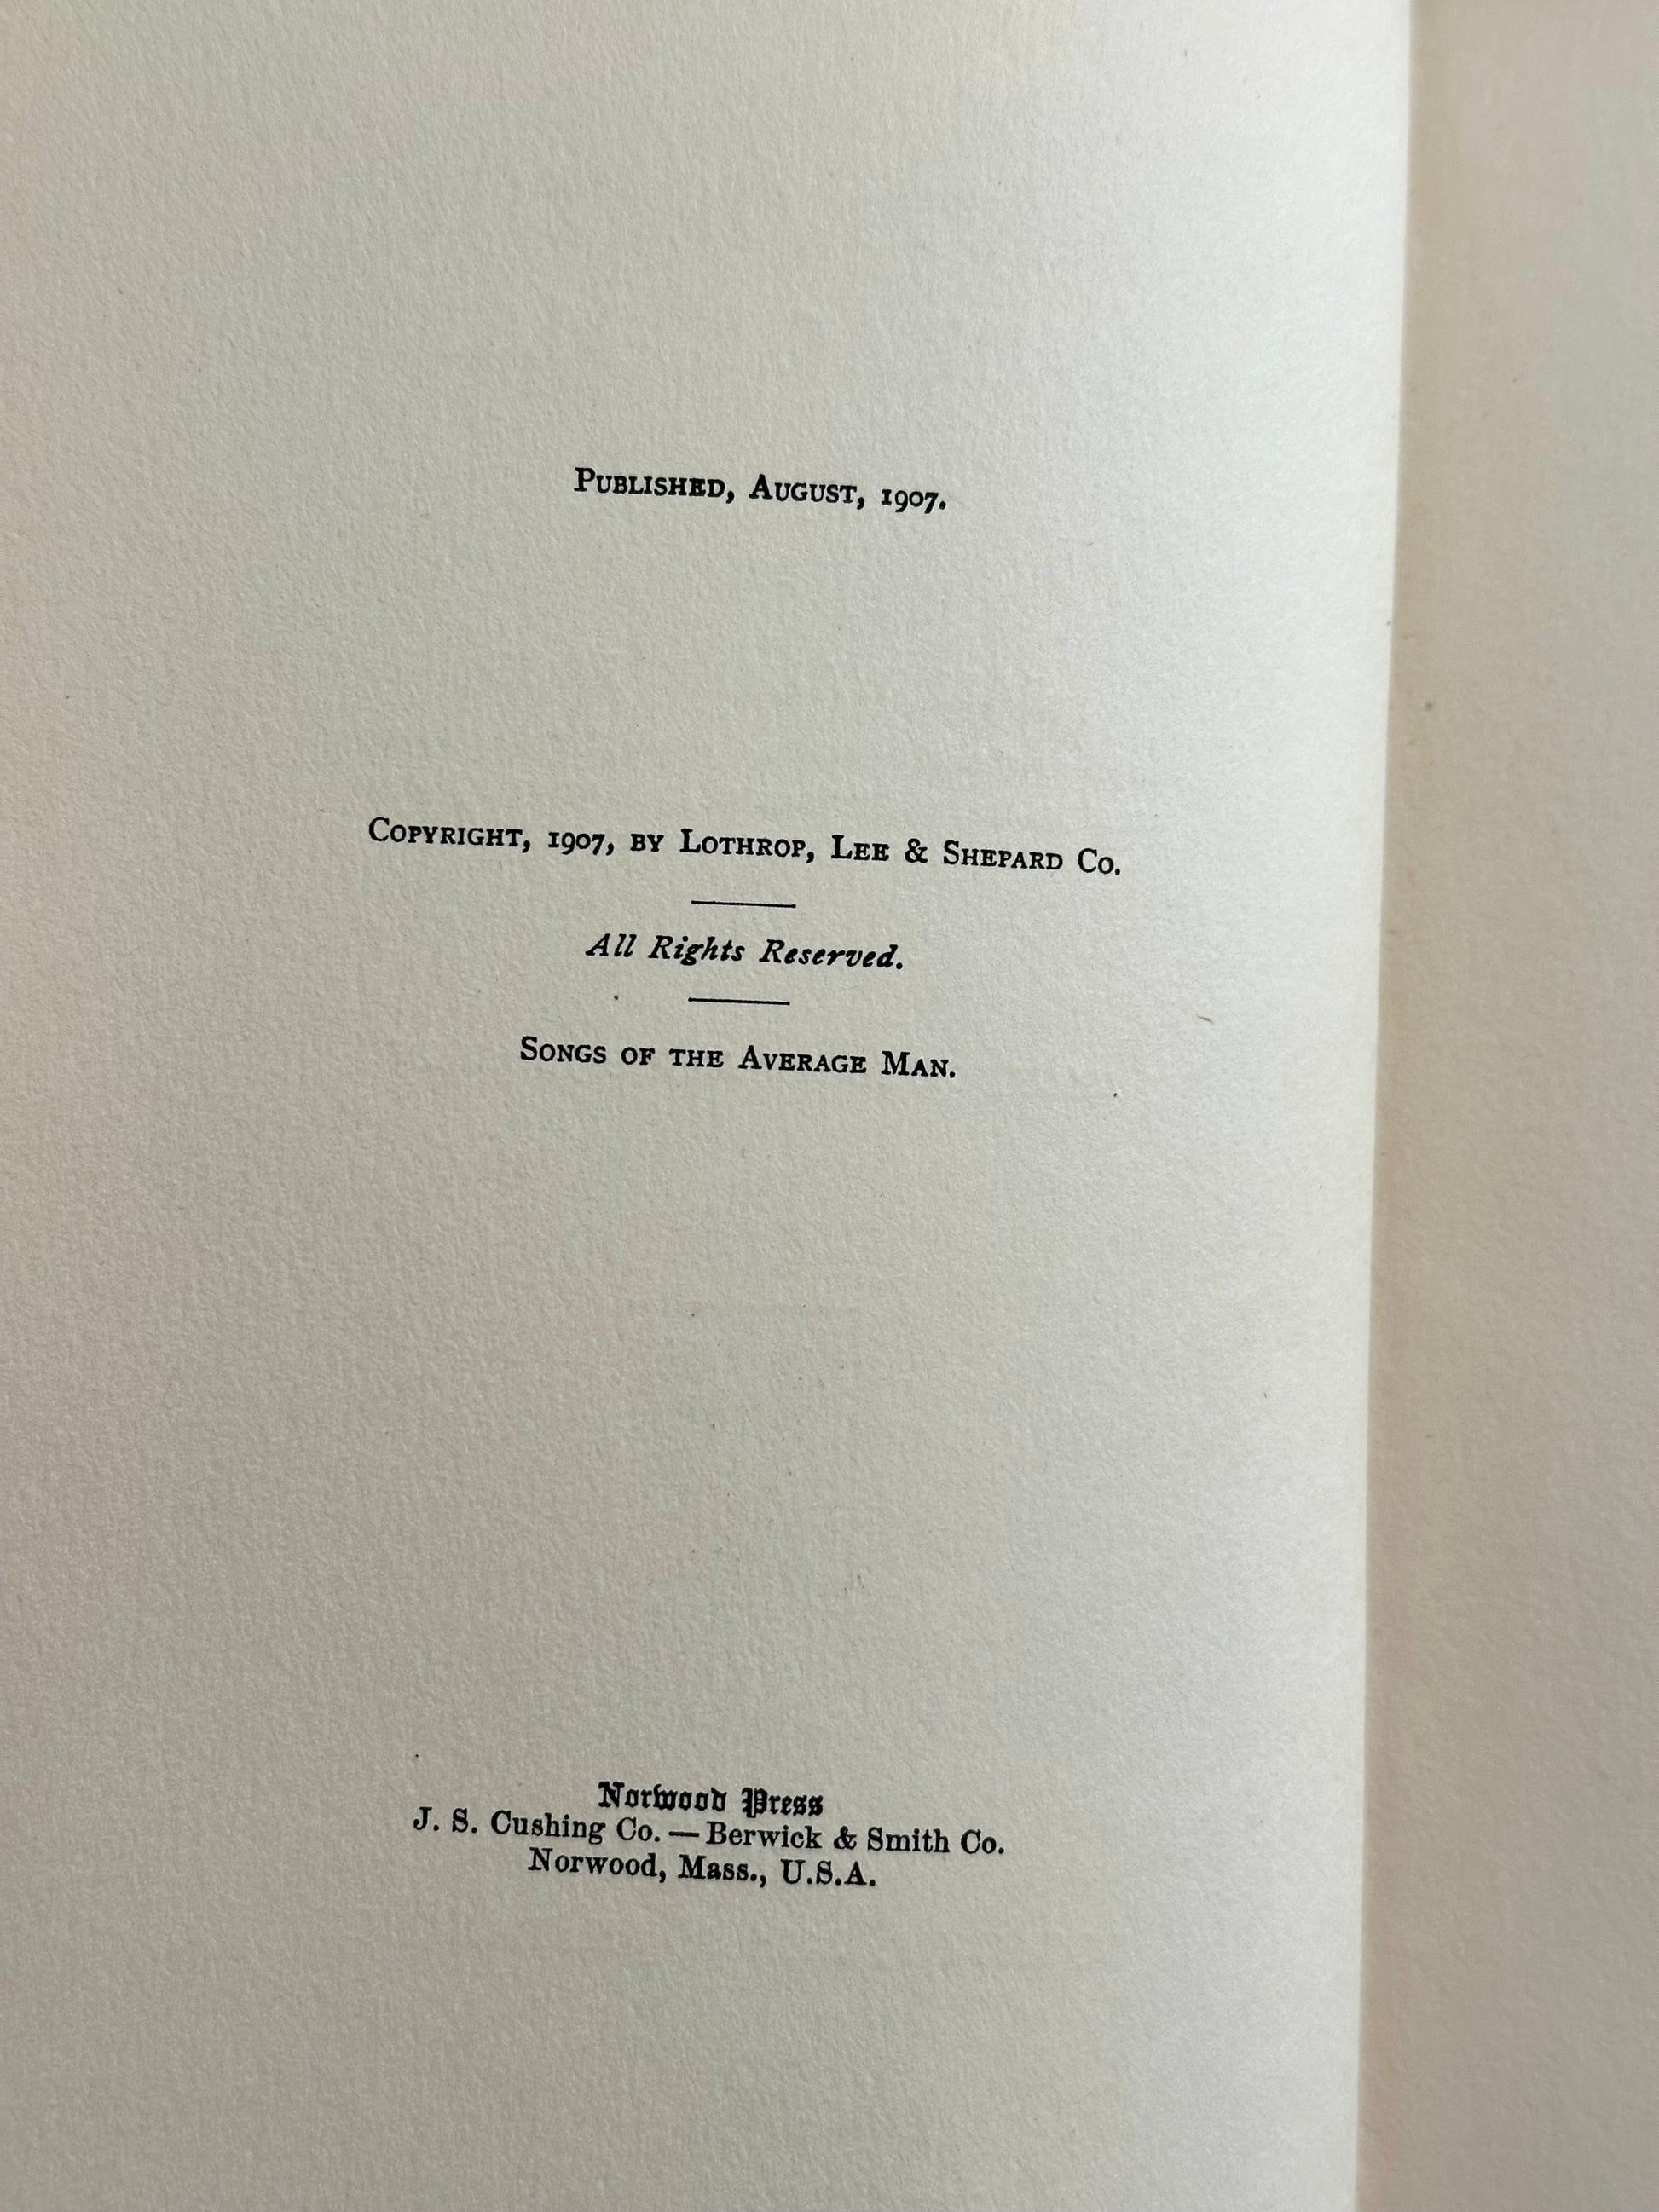 Published, August, 1907.
Copyright, 1907, by Lothrop, Lee & Shepard Co.
All Rights Reserved.
Songs of the Average Man.
Norwood Press
J. S. Cushing Co. — Berwick & Smith Co.
Norwood, Mass., U.S.A.